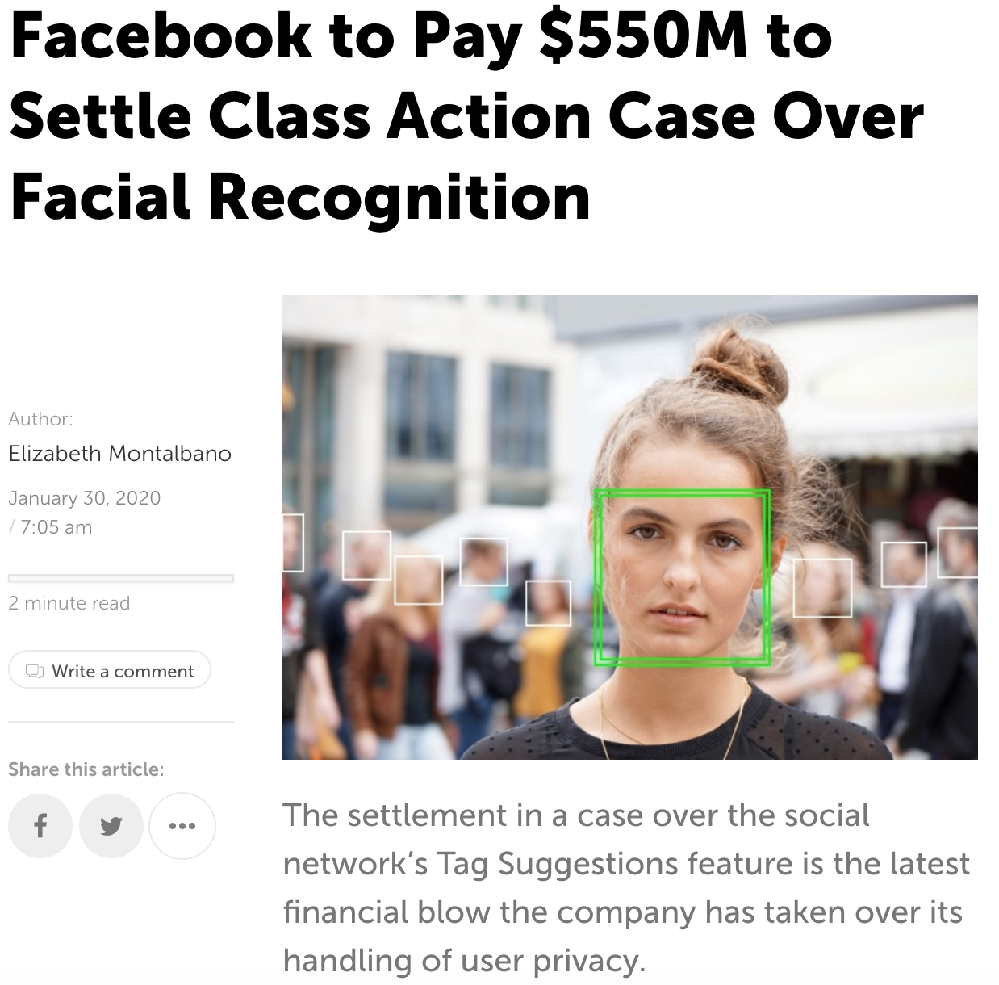 Facebook to Pay $550M to
Settle Class Action Case Over
Facial Recognition
Author:
Elizabeth Montalbano
January 30, 2020
/ 7:05 am
2 minute read
Write a comment
Share this article:
The settlement in a case over the social
network’s Tag Suggestions feature is the latest
financial blow the company has taken over its
handling of user privacy.